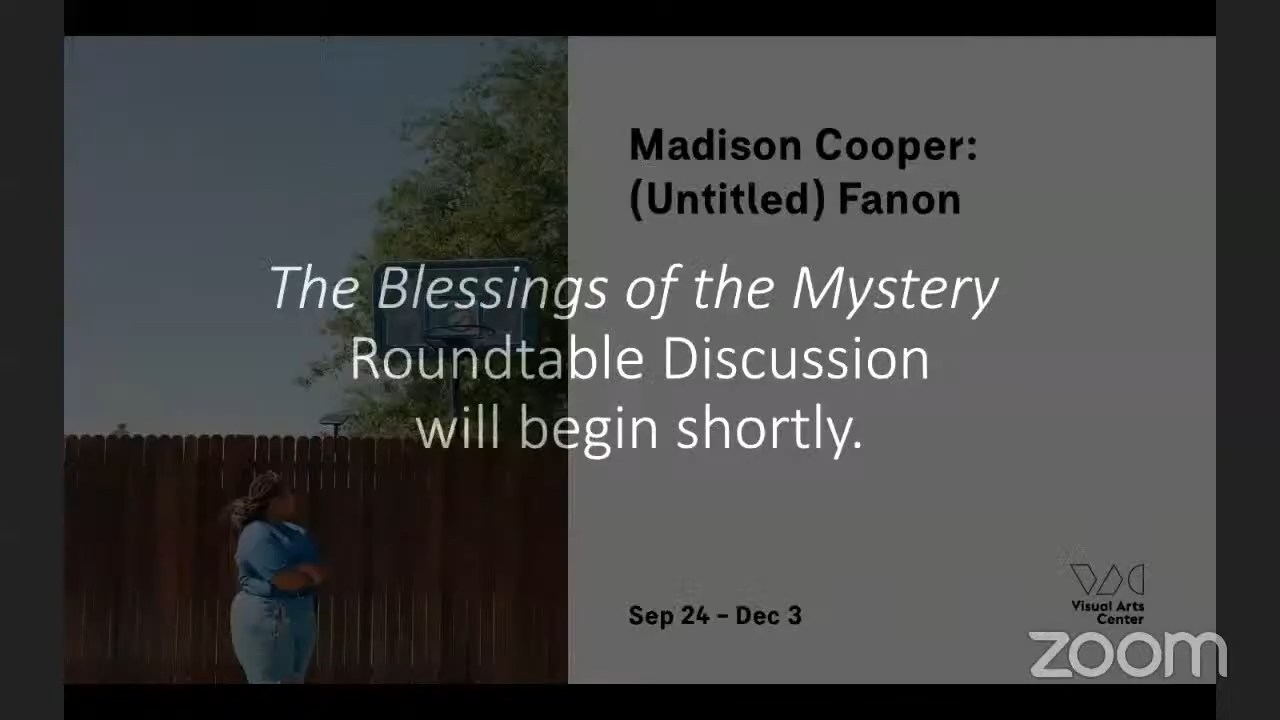 Madison Cooper:
(Untitled) Fanon
The Blessings of the Mystery
Roundtable Discussion
will begin shortly.
Sep 24 – Dec 3
Visual Arts
Center
zoom